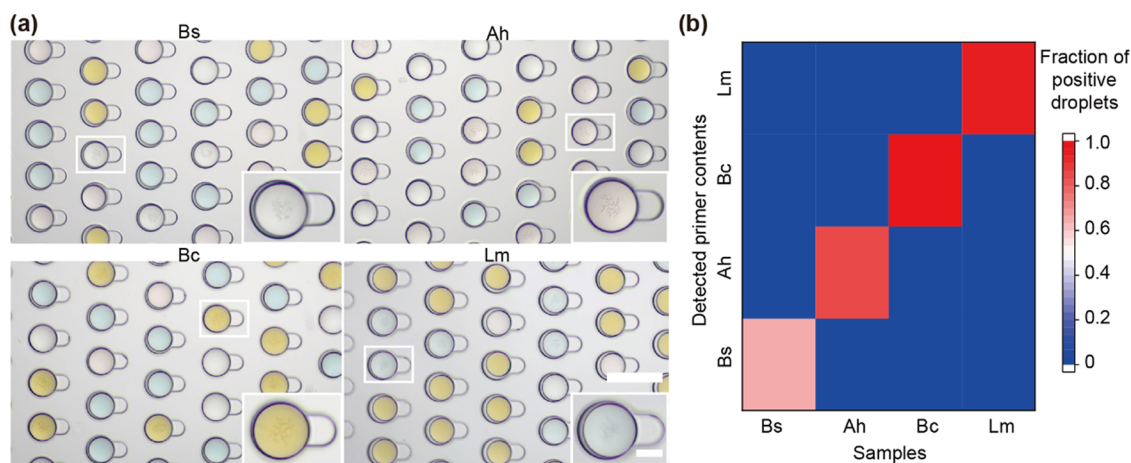 (a)
Bs
Ah
Bc
Lm
(b)
Fraction of
positive
droplets
1.0
0.8
0.6
0.4
0.2
0
Detected primer contents
Lm
Bc
Ah
Bs
Bs Ah Bc Lm
Samples